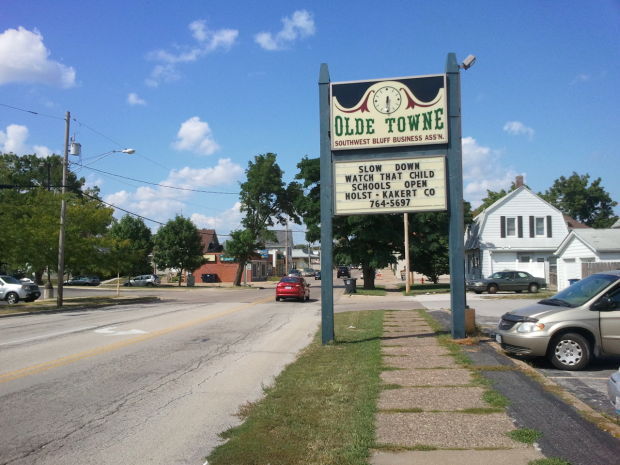 OLDE TOWNE
SOUTHWEST BLUFF BUSINESS ASS'N.
SLOW DOWN
WATCH THAT CHILD
SCHOOLS OPEN
HOLST - KAKERT CO
764-5697